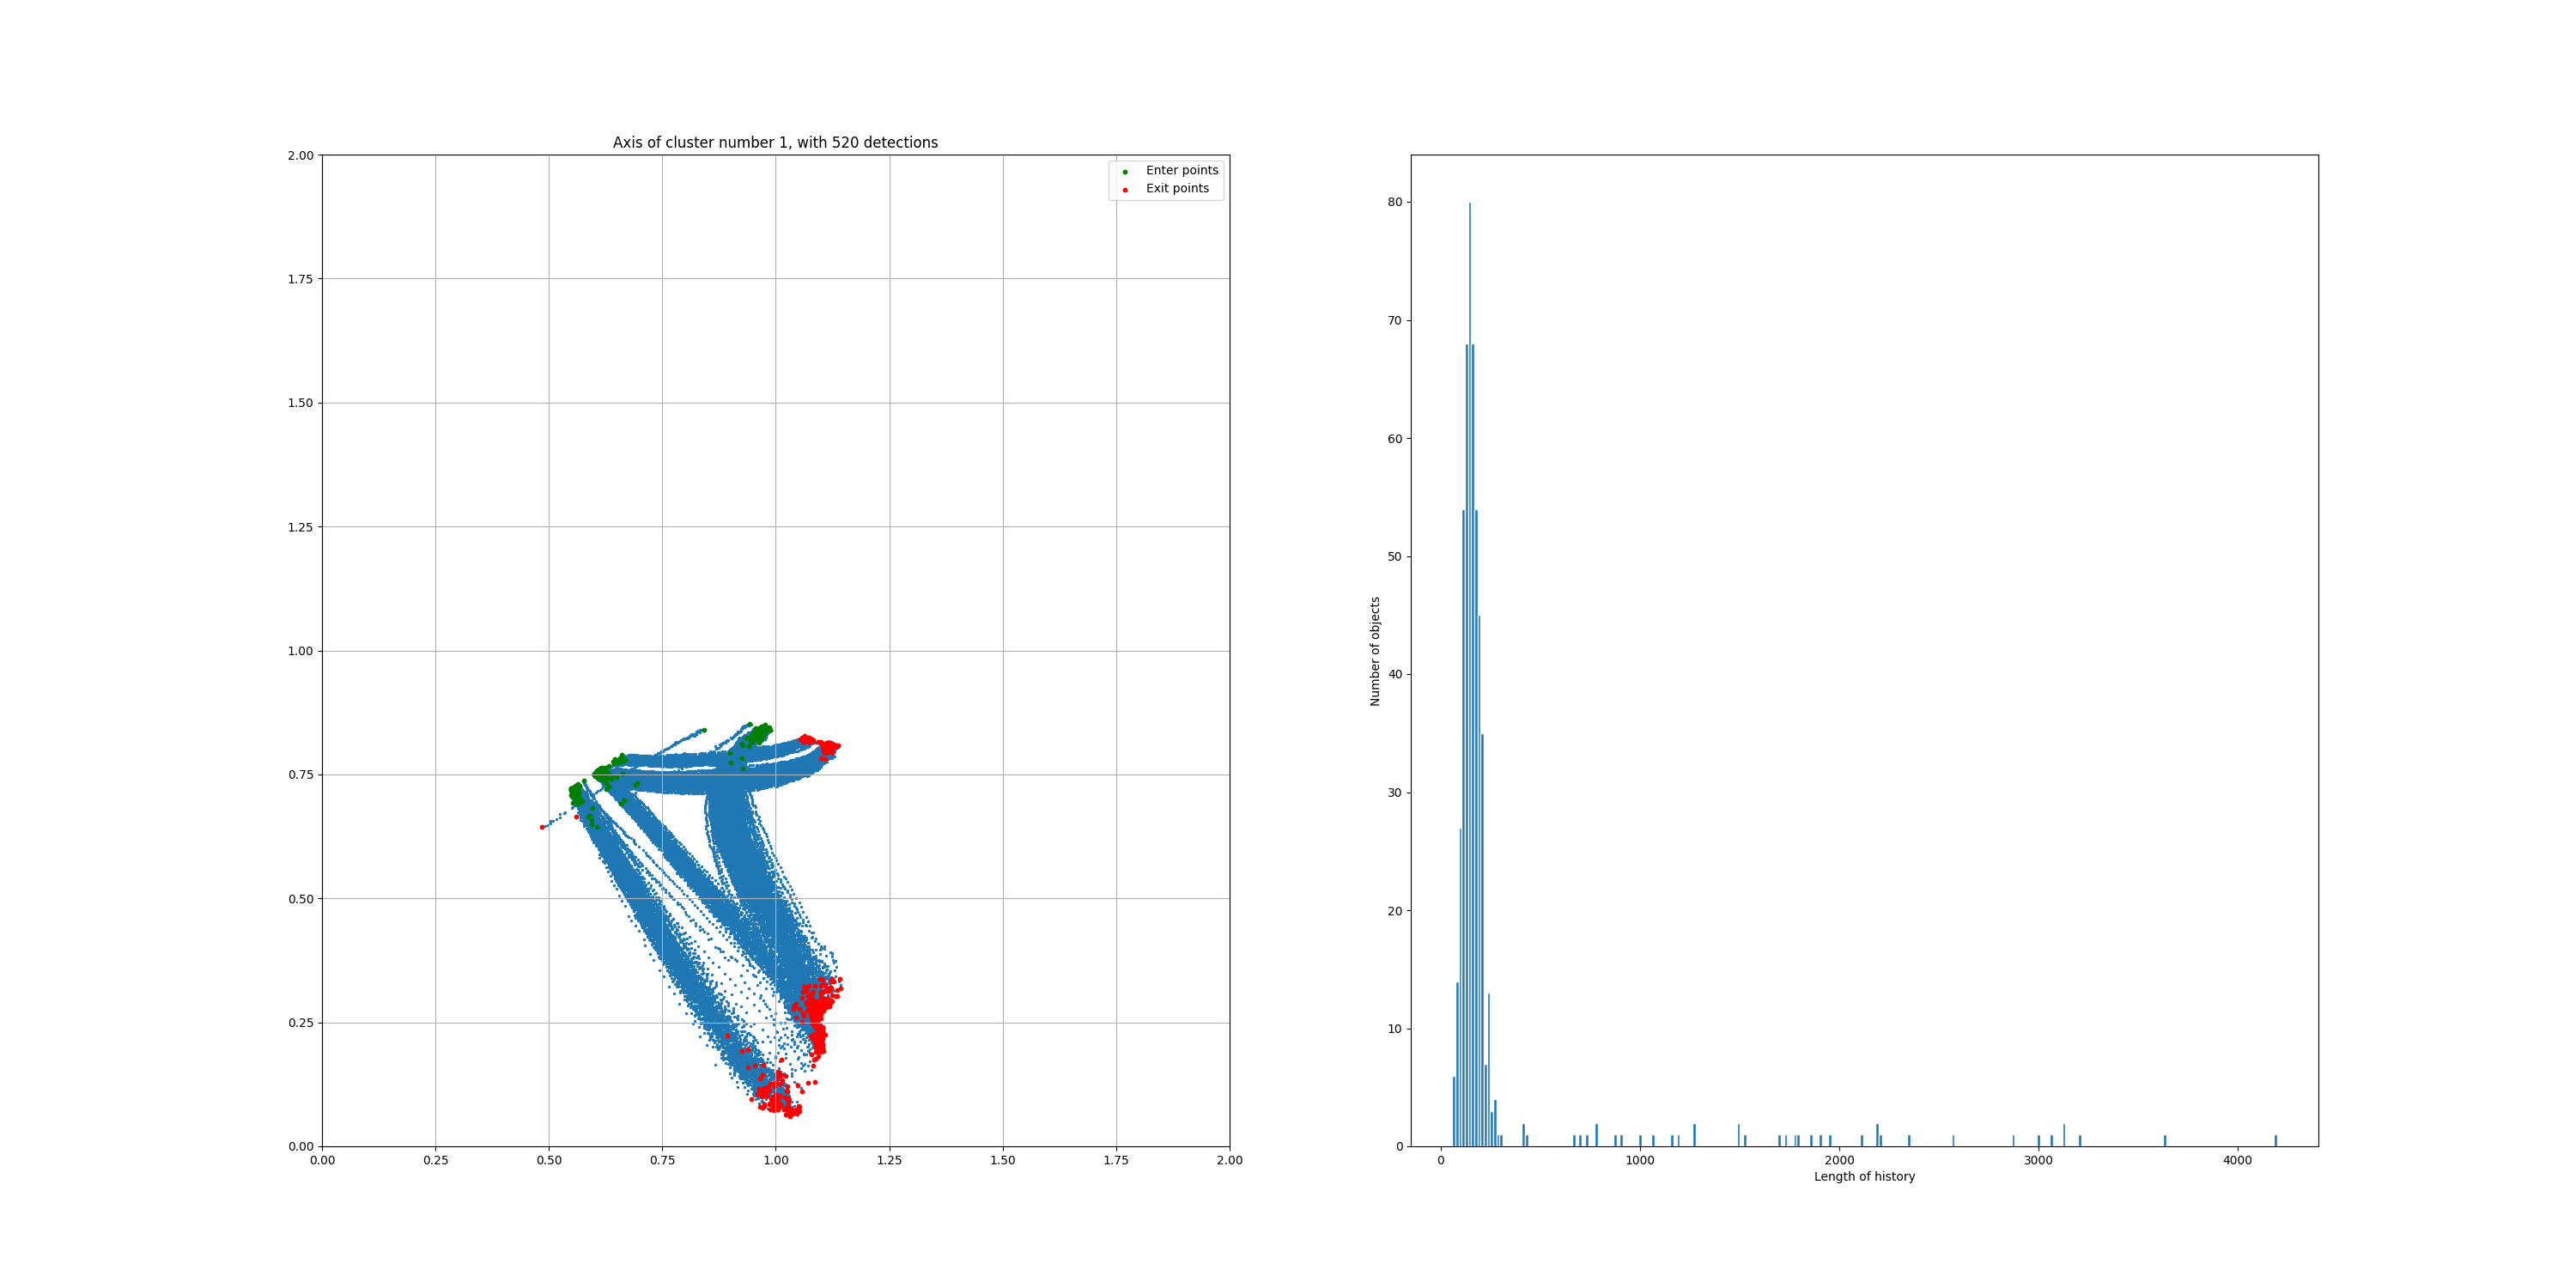 Axis of cluster number 1, with 520 detections
Enter points
Exit points
2.00
1.75
1.50
1.25
1.00
0.75
0.50
0.25
0.00
0.00 0.25 0.50 0.75 1.00 1.25 1.50 1.75 2.00
Number of objects
80
70
60
50
40
30
20
10
0
0 1000 2000 3000 4000
Length of history